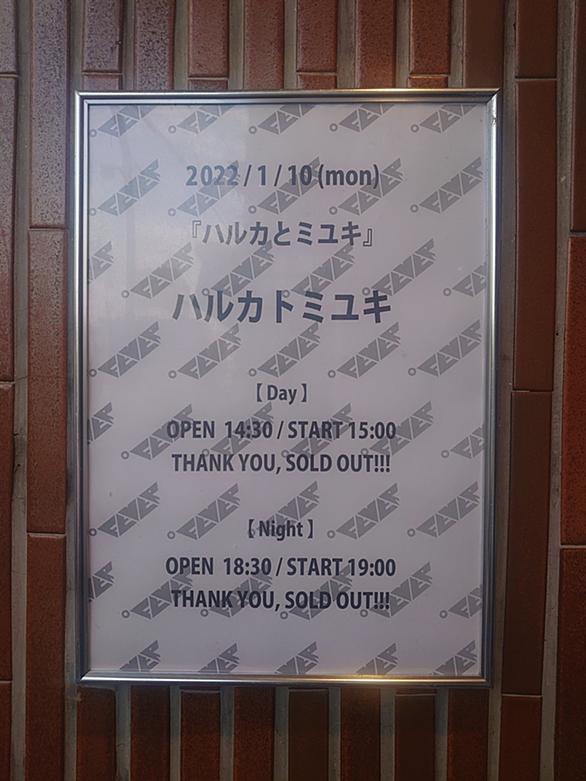 2022 / 1 / 10 (mon)
『ハルカとミユキ』
ハルカトミユキ
【 Day 】
OPEN 14:30 / START 15:00
THANK YOU, SOLD OUT!!!
【 Night 】
OPEN 18:30 / START 19:00
THANK YOU, SOLD OUT!!!